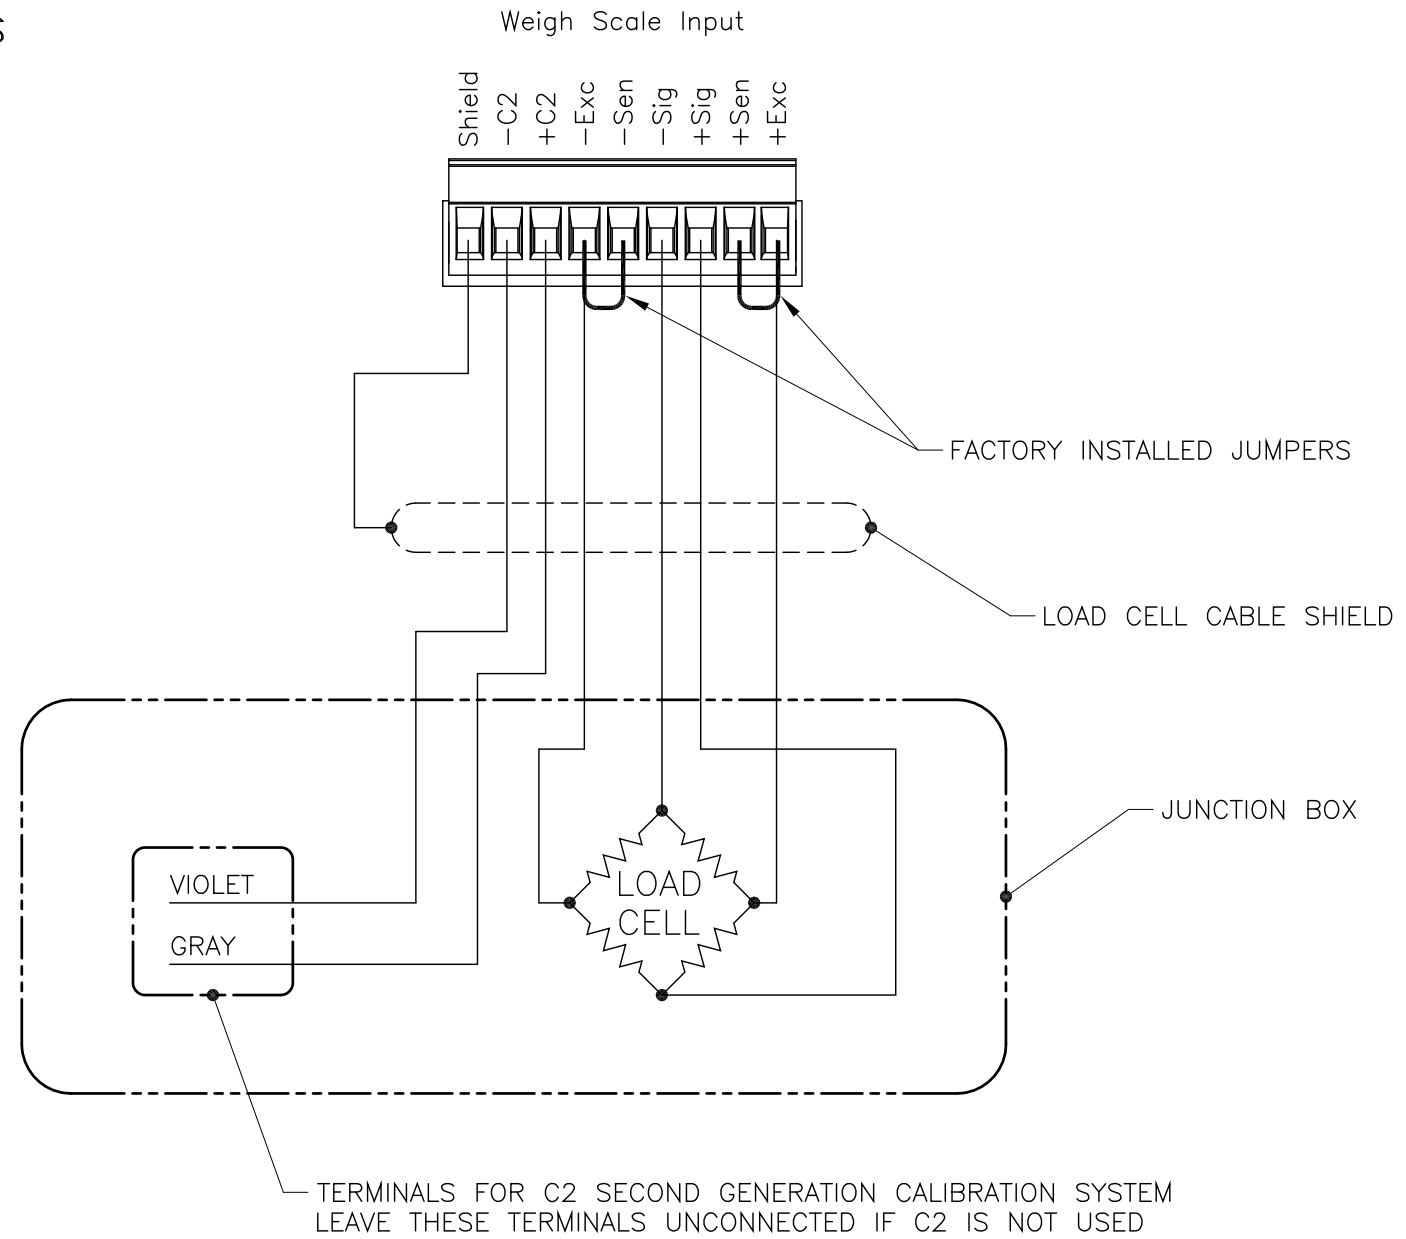 Weigh Scale Input
Shield
-C2
+C2
-Exc
-Sen
-Sig
+Sig
+Sen
+Exc
FACTORY INSTALLED JUMPERS
LOAD CELL CABLE SHIELD
JUNCTION BOX
VIOLET
GRAY
LOAD
CELL
TERMINALS FOR C2 SECOND GENERATION CALIBRATION SYSTEM
LEAVE THESE TERMINALS UNCONNECTED IF C2 IS NOT USED